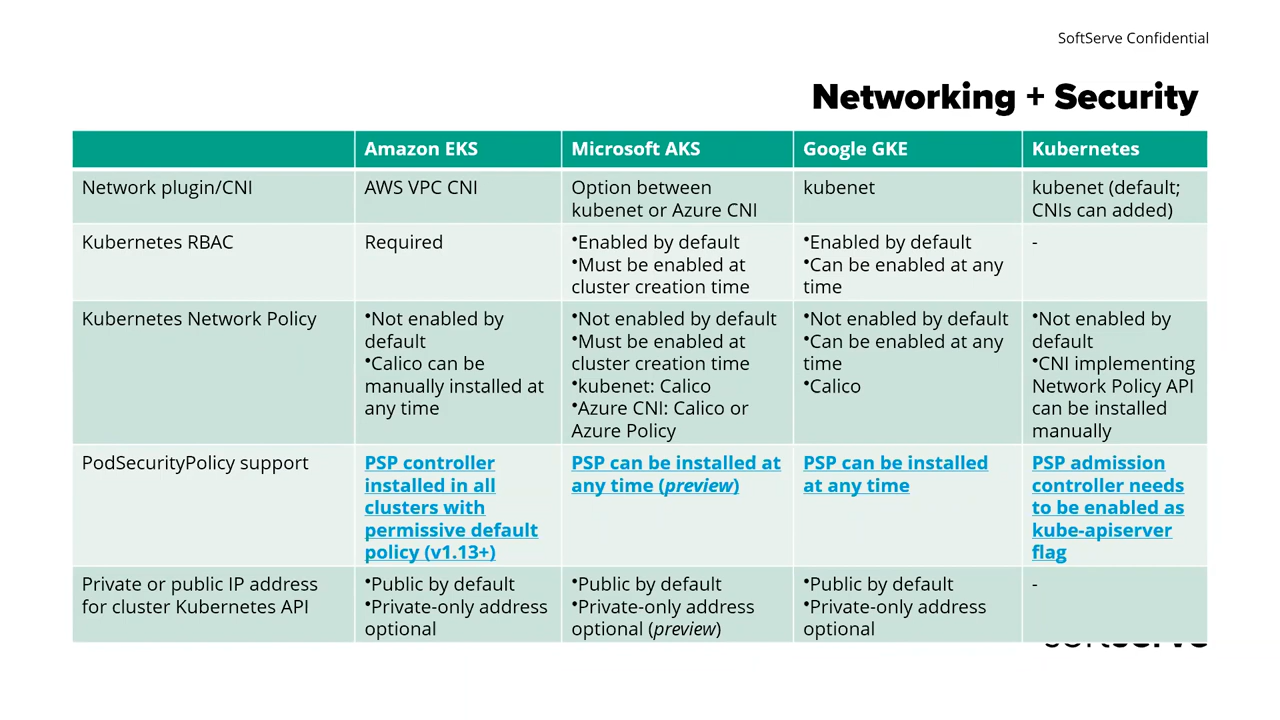 SoftServe Confidential
Networking + Security
Amazon EKS
Microsoft AKS
Google GKE
Kubernetes
Network plugin/CNI
AWS VPC CNI
Option between
kubenet or Azure CNI
kubenet
kubenet (default;
CNIs can added)
Kubernetes RBAC
Required
•Enabled by default
•Must be enabled at
cluster creation time
•Enabled by default
•Can be enabled at any
time
-
Kubernetes Network Policy
•Not enabled by
default
•Calico can be
manually installed at
any time
•Not enabled by default
•Must be enabled at
cluster creation time
•kubenet: Calico
•Azure CNI: Calico or
Azure Policy
•Not enabled by default
•Can be enabled at any
time
•Calico
•Not enabled by
default
•CNI implementing
Network Policy API
can be installed
manually
PodSecurityPolicy support
PSP controller
installed in all
clusters with
permissive default
policy (v1.13+)
PSP can be installed at
any time (preview)
PSP can be installed
at any time
PSP admission
controller needs
to be enabled as
kube-apiserver
flag
Private or public IP address
for cluster Kubernetes API
•Public by default
•Private-only address
optional
•Public by default
•Private-only address
optional (preview)
•Public by default
•Private-only address
optional
-